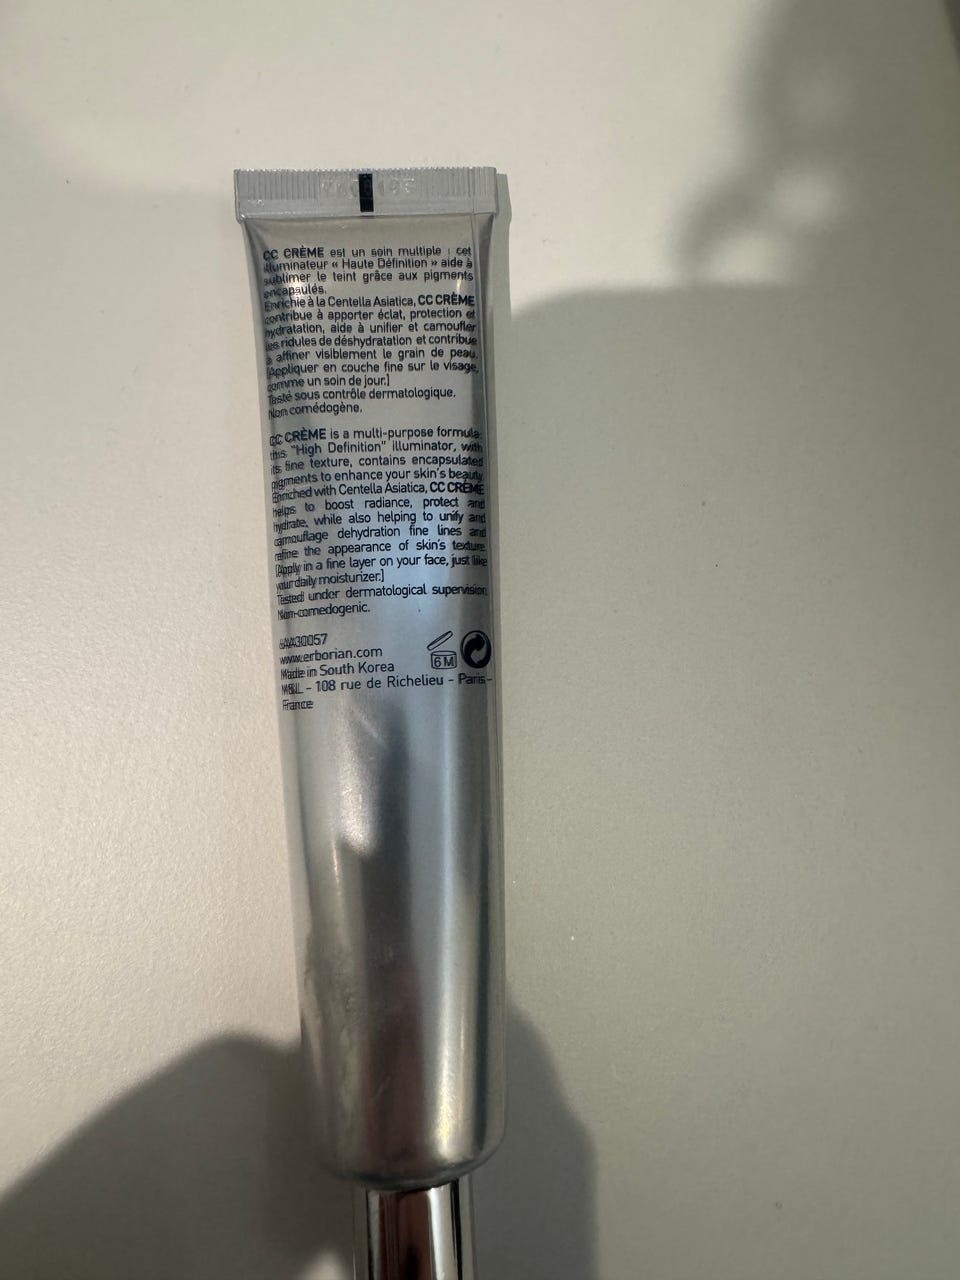 CC CRÈME est un soin multiple : cet
illuminateur « Haute Définition » aide à
sublimer le teint grâce aux pigments
encapsulés.
Enrichie à la Centella Asiatica, CC CRÈME
contribue à apporter éclat, protection et
hydratation, aide à unifier et camoufler
les ridules de déshydratation et contribue
à affiner visiblement le grain de peau.
[Appliquer en couche fine sur le visage,
comme un soin de jour.]
Testé sous contrôle dermatologique.
Non comédogène.
CC CRÈME is a multi-purpose formula:
this "High Definition" illuminator, with
its fine texture, contains encapsulated
pigments to enhance your skin's beauty.
Enriched with Centella Asiatica, CC CRÈME
helps to boost radiance, protect and
hydrate, while also helping to unify and
camouflage dehydration fine lines and
refine the appearance of skin's texture.
[Apply in a fine layer on your face, just like
your daily moisturizer.]
Tested under dermatological supervision.
Non-comedogenic.
6AA30057
www.erborian.com
Made in South Korea
6M
M&L - 108 rue de Richelieu - Paris -
France